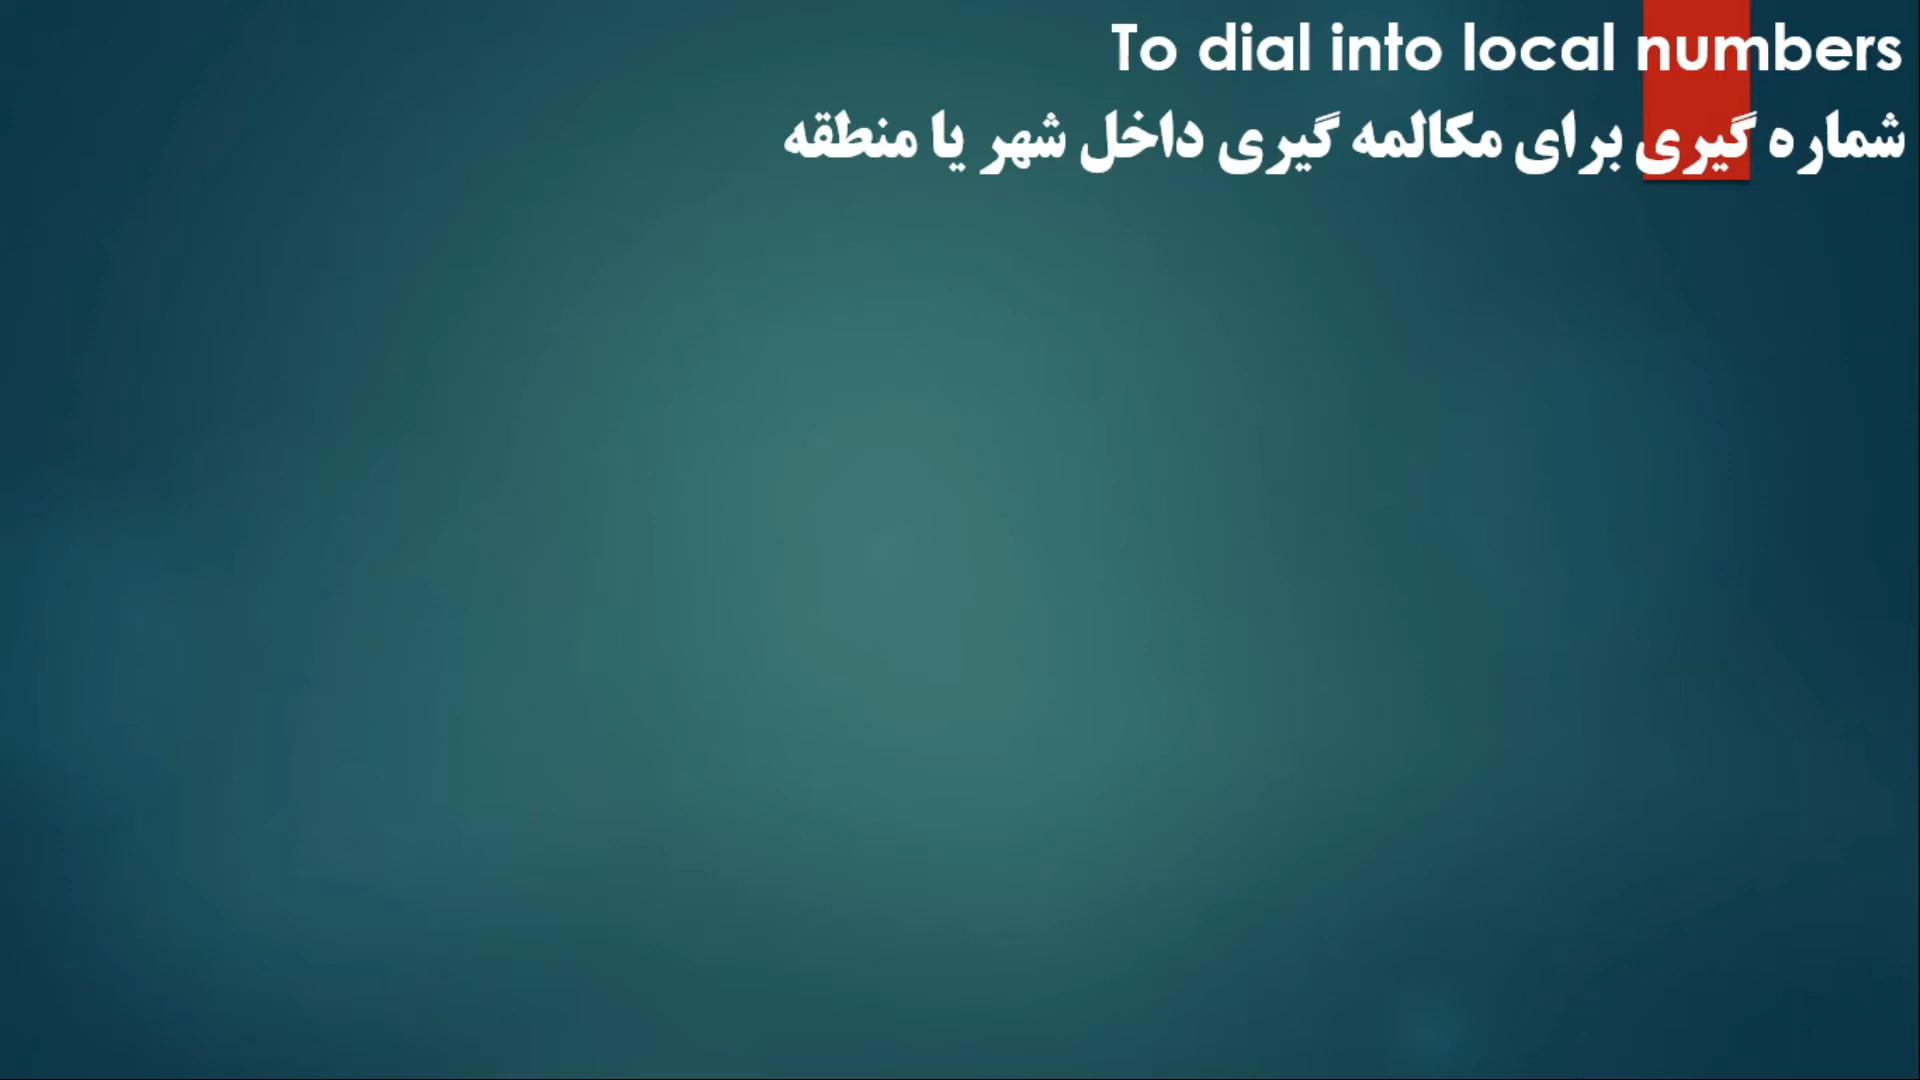 To dial into local numbers
شماره گیری برای مکالمه گیری داخل شهر یا منطقه